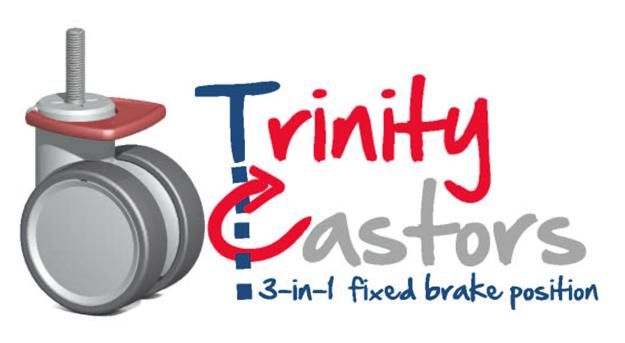 Trinity
Castors
3-in-1 fixed brake position